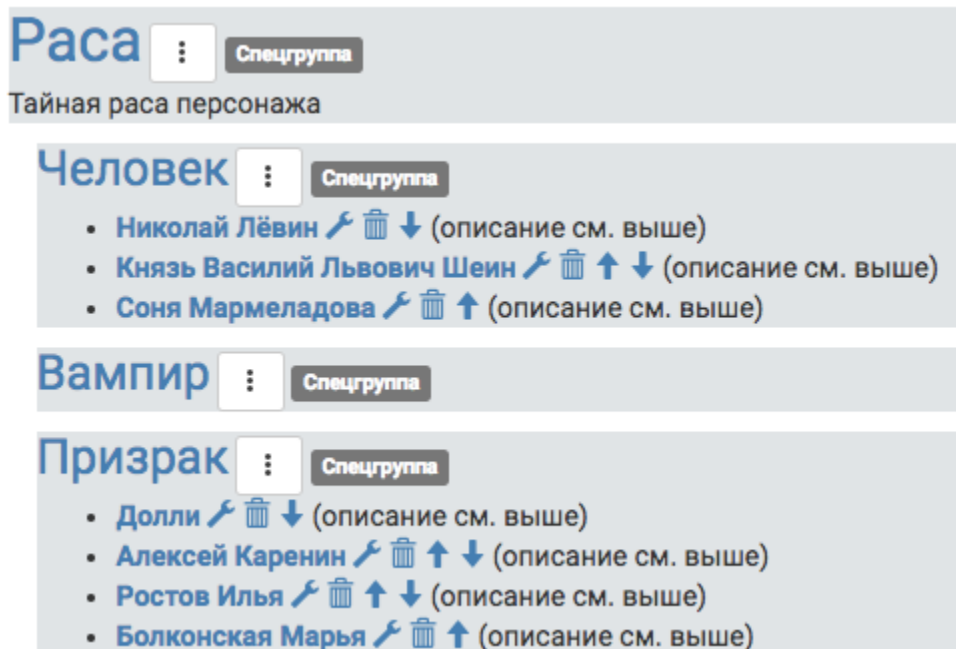 Раса Спецгруппа
Тайная раса персонажа
Человек Спецгруппа
Николай Лёвин (описание см. выше)
Князь Василий Львович Шеин (описание см. выше)
Соня Мармеладова (описание см. выше)
Вампир Спецгруппа
Призрак Спецгруппа
Долли (описание см. выше)
Алексей Каренин (описание см. выше)
Ростов Илья (описание см. выше)
Болконская Марья (описание см. выше)